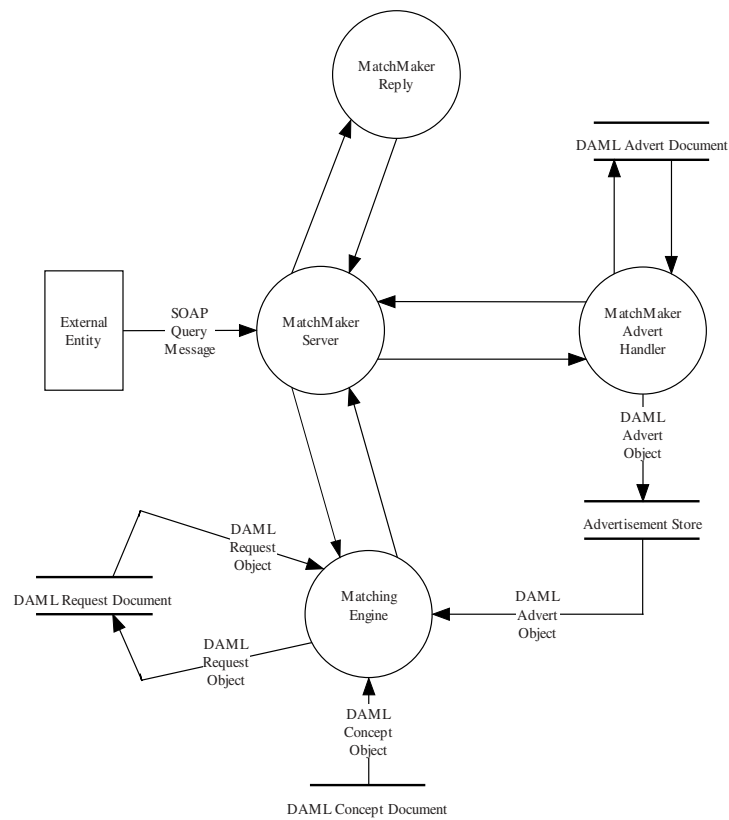 MatchMaker
Reply
DAML Advert Document
External
Entity
SOAP
Query
Message
MatchMaker
Server
MatchMaker
Advert
Handler
DAML
Advert
Object
Advertisement Store
DAML
Request
Object
DAML Request Document
DAML
Request
Object
Matching
Engine
DAML
Advert
Object
DAML
Concept
Object
DAML Concept Document